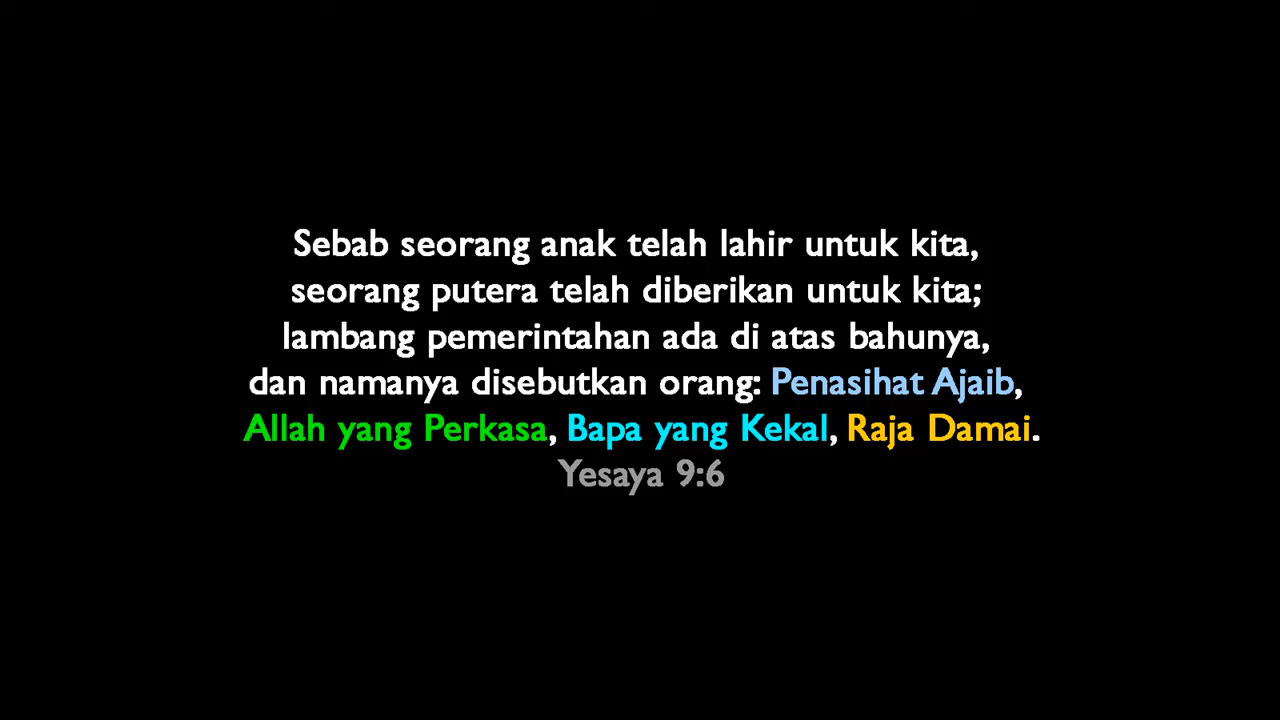 Sebab seorang anak telah lahir untuk kita,
seorang putera telah diberikan untuk kita;
lambang pemerintahan ada di atas bahunya,
dan namanya disebutkan orang: Penasihat Ajaib,
Allah yang Perkasa, Bapa yang Kekal, Raja Damai.
Yesaya 9:6